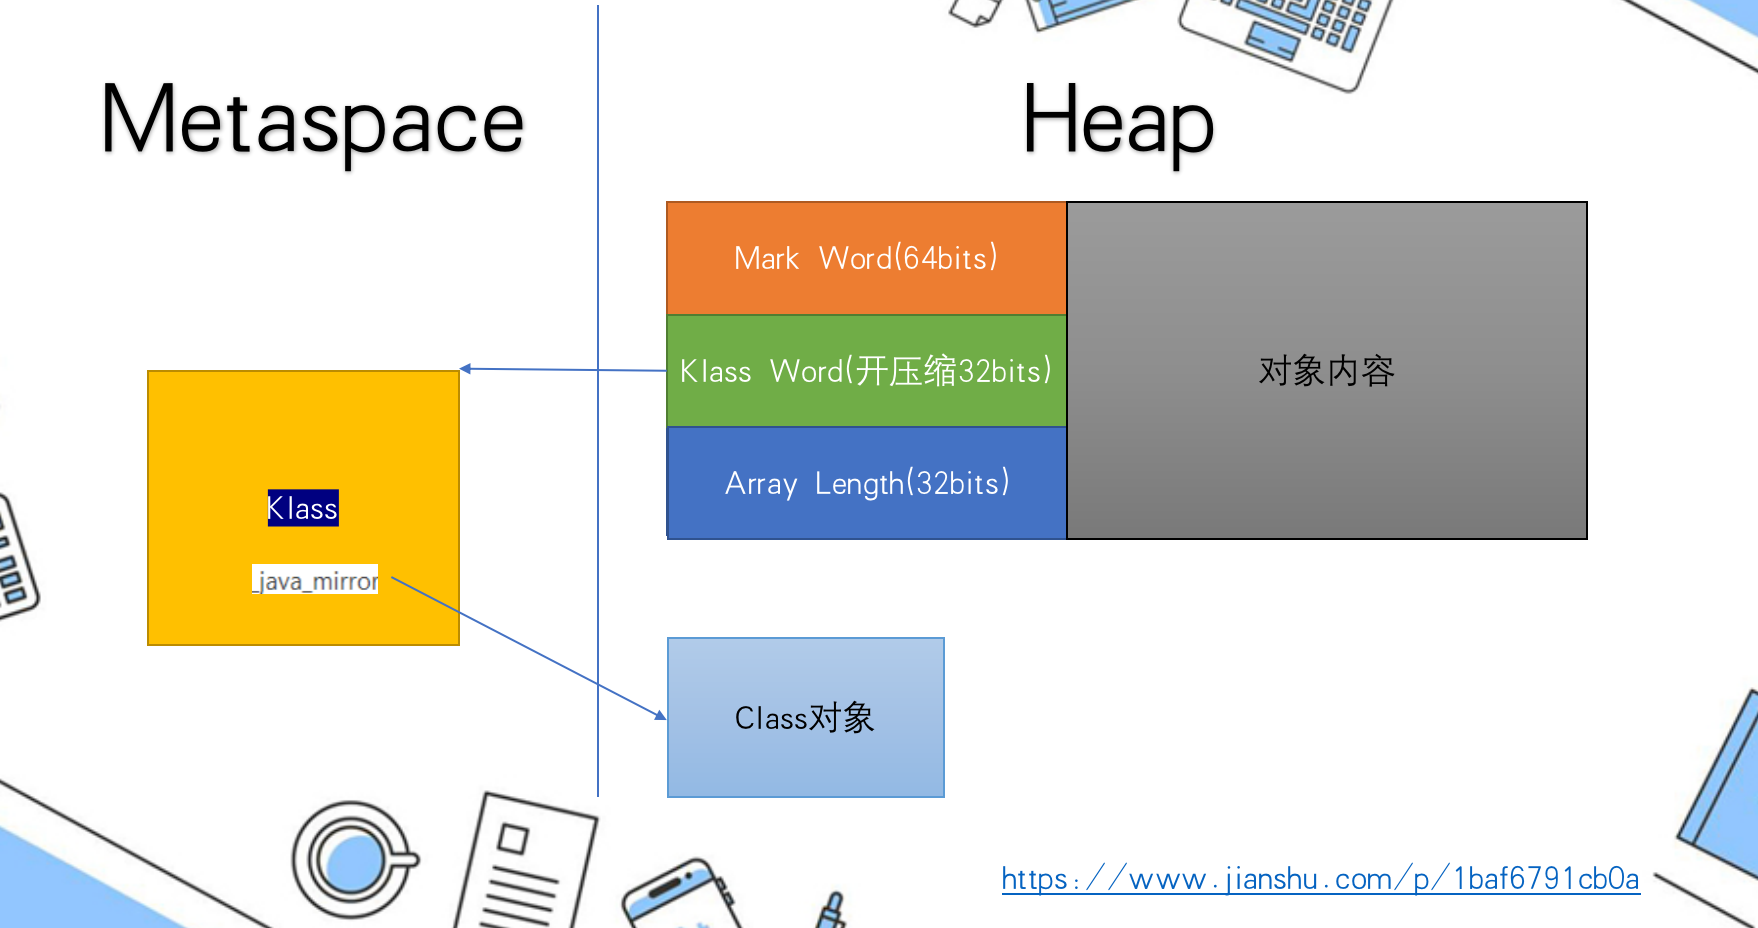 Metaspace
Heap
Mark Word(64bits)
Klass Word(开压缩32bits)
对象内容
Array Length(32bits)
Klass
_java_mirror
Class对象
https://www.jianshu.com/p/1baf6791cb0a